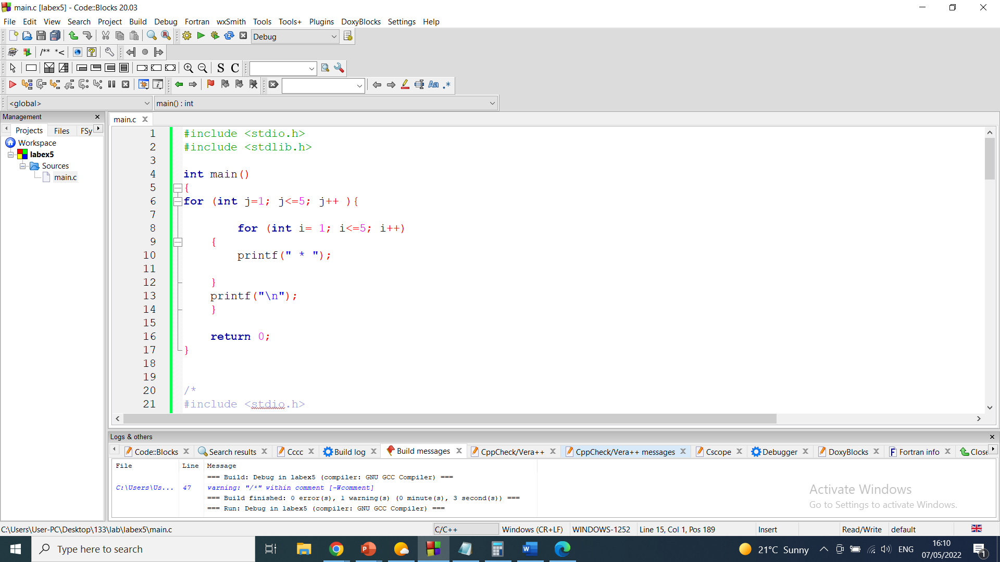 main.c [labex5] - Code::Blocks 20.03
File Edit View Search Project Build Debug Fortran wxSmith Tools Tools+ Plugins DoxyBlocks Settings Help
Debug
/** *<
S C
Aa .*
<global> main() : int
Management
Projects Files FSy
Workspace
labex5
Sources
main.c
main.c
1 #include <stdio.h>
2 #include <stdlib.h>
3
4 int main()
5 {
6 for (int j=1; j<=5; j++ ){
7
8 for (int i= 1; i<=5; i++)
9 {
10 printf(" * ");
11
12 }
13 printf("\n");
14 }
15
16 return 0;
17 }
18
19
20 /*
21 #include <stdio.h>
Logs & others
Code::Blocks Search results Cccc Build log Build messages CppCheck/Vera++ CppCheck/Vera++ messages Cscope Debugger DoxyBlocks Fortran info Close
File Line Message
=== Build: Debug in labex5 (compiler: GNU GCC Compiler) ===
C:\Users\Us... 47 warning: "/*" within comment [-Wcomment]
=== Build finished: 0 error(s), 1 warning(s) (0 minute(s), 3 second(s)) ===
=== Run: Debug in labex5 (compiler: GNU GCC Compiler) ===
Activate Windows
Go to Settings to activate Windows.
C:\Users\User-PC\Desktop\133\lab\labex5\main.c C/C++ Windows (CR+LF) WINDOWS-1252 Line 15, Col 1, Pos 189 Insert Read/Write default
Type here to search
21°C Sunny ENG
16:10
07/05/2022
1